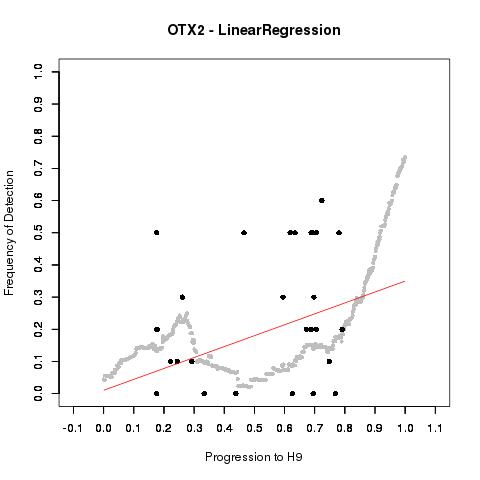 OTX2 - LinearRegression
Frequency of Detection
1.0
0.9
0.8
0.7
0.6
0.5
0.4
0.3
0.2
0.1
0.0
-0.1 0.0 0.1 0.2 0.3 0.4 0.5 0.6 0.7 0.8 0.9 1.0 1.1
Progression to H9